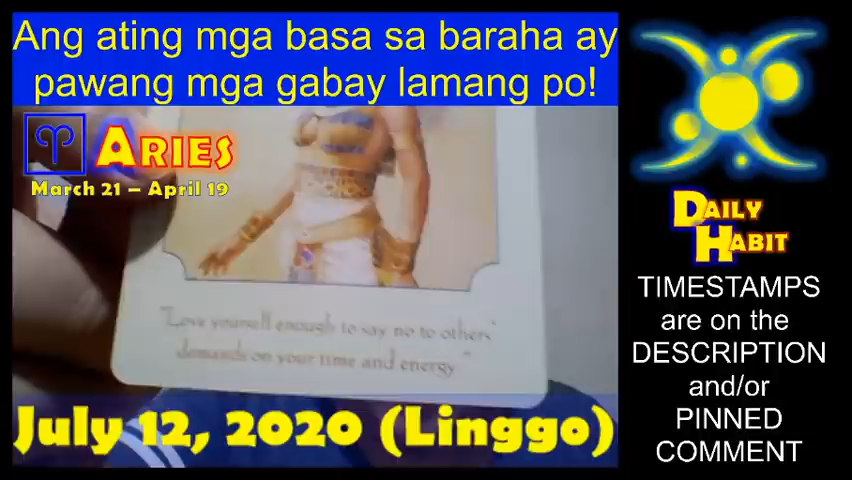 Ang ating mga basa sa baraha ay
pawang mga gabay lamang po!
ARIES
March 21 – April 19
"Love yourself enough to say no to others'
demands on your time and energy."
July 12, 2020 (Linggo)
DAILY
HABIT
TIMESTAMPS
are on the
DESCRIPTION
and/or
PINNED
COMMENT